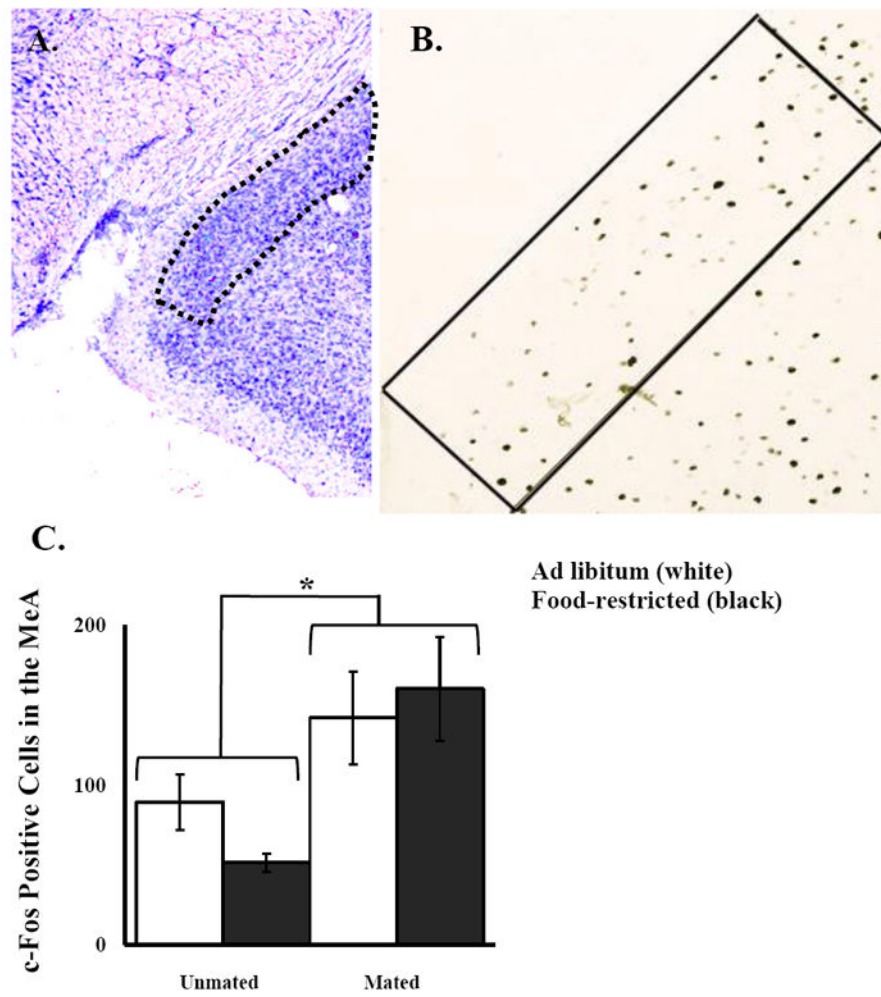 A.
B.
C.
Ad libitum (white)
Food-restricted (black)
*
c-Fos Positive Cells in the MeA
200
100
0
Unmated
Mated